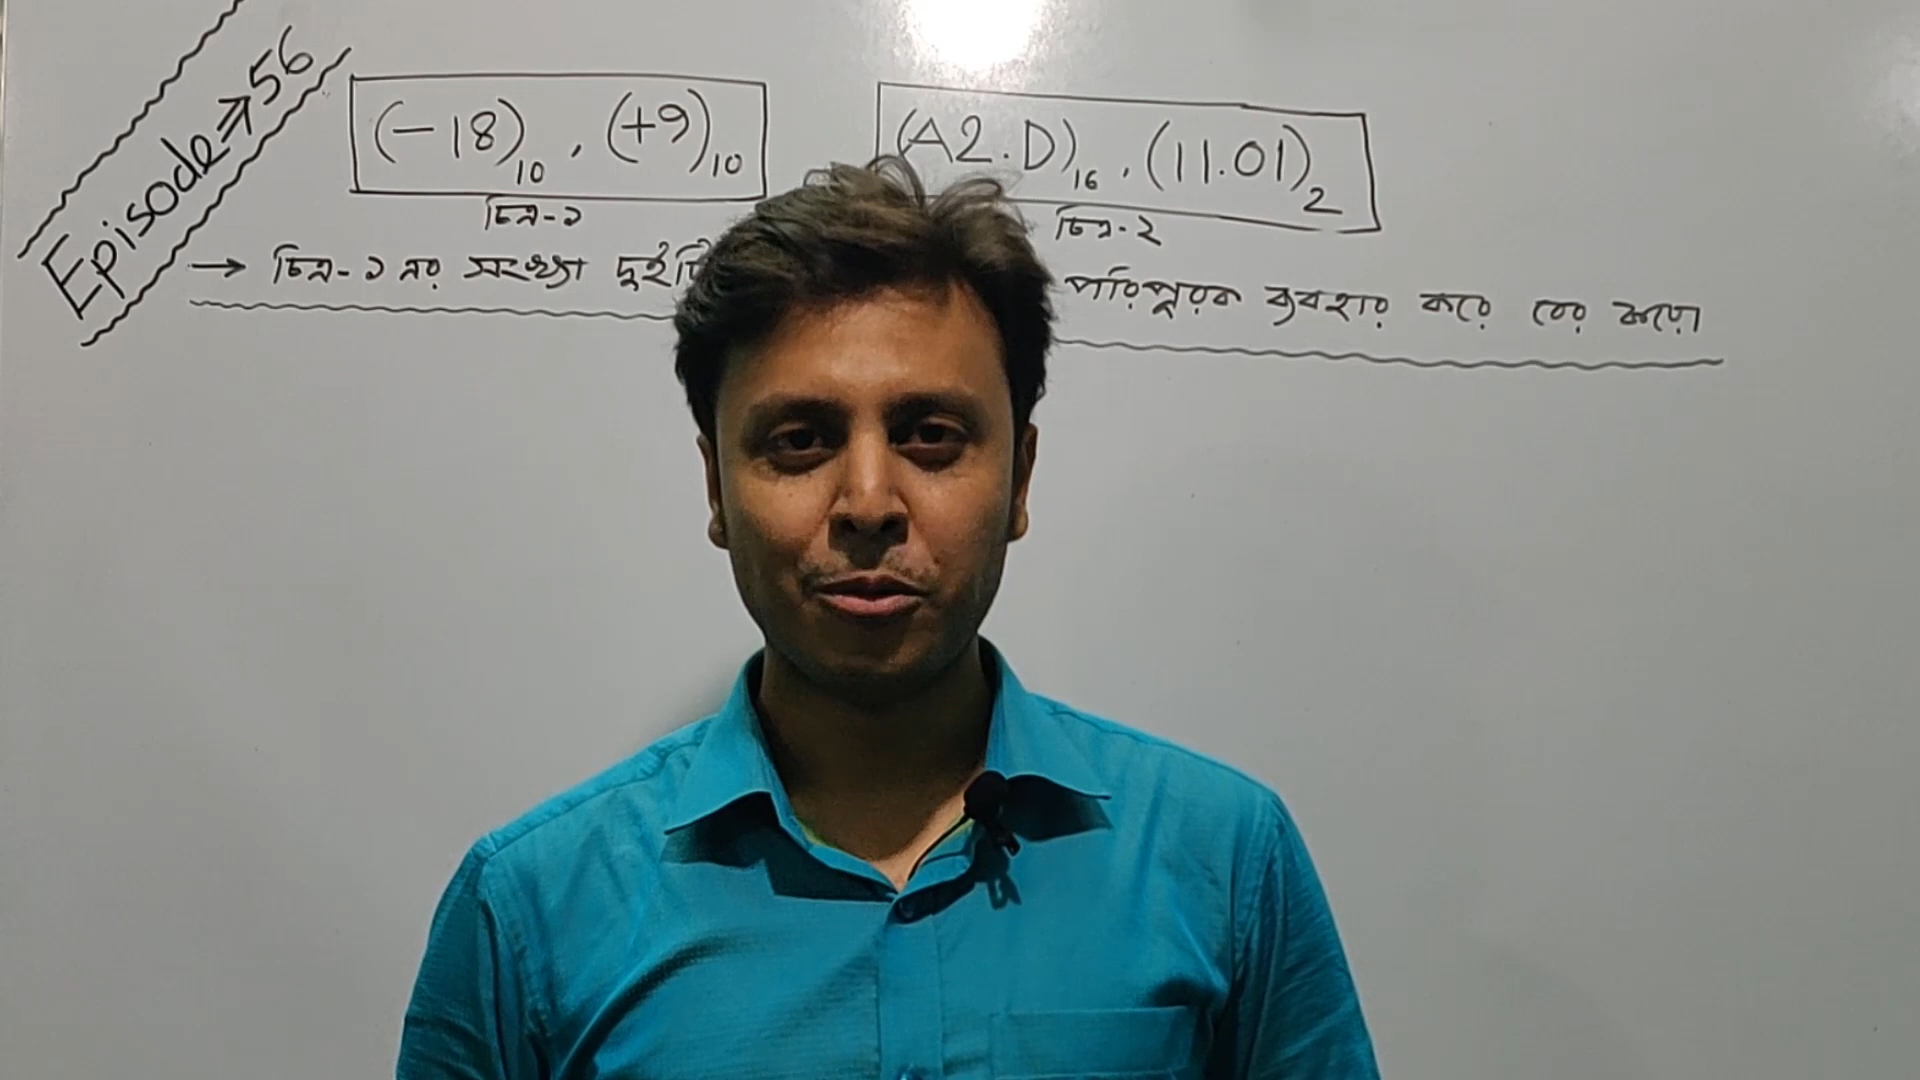 Episode ⇒ 56
(-18)₁₀, (+9)₁₀
চিত্র-১
(A2.D)₁₆, (11.01)₂
চিত্র-২
→ চিত্র-১ এর সংখ্যা দুইটি পরিপূরক ব্যবহার করে বের করো